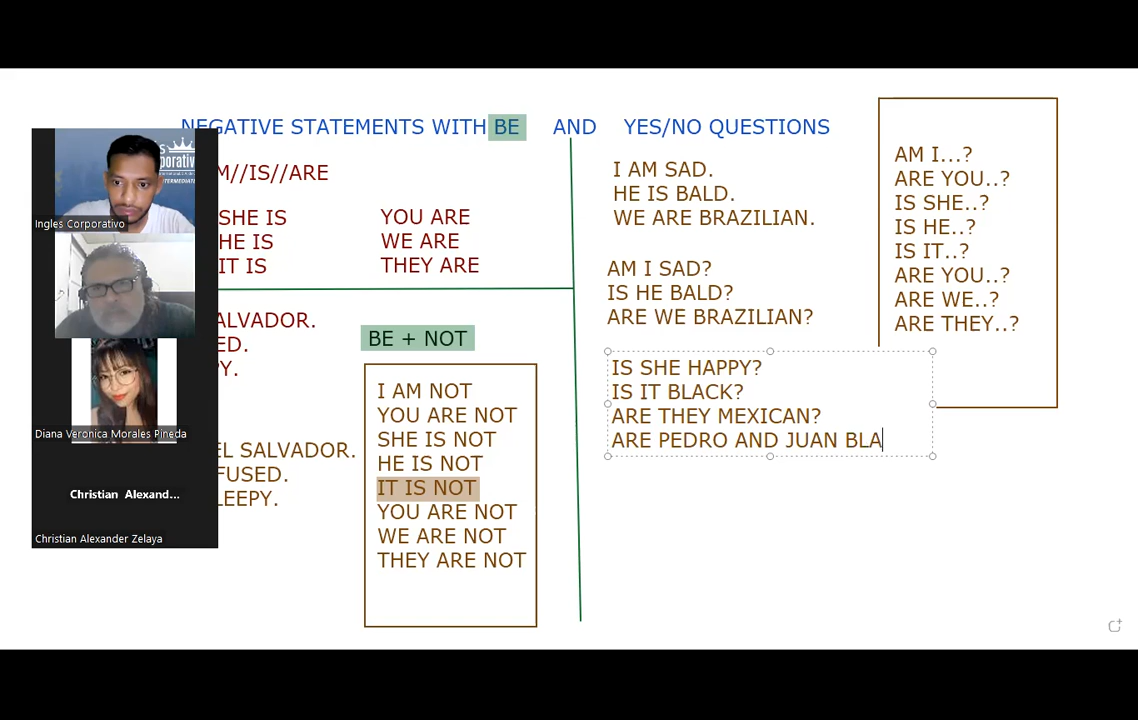 NEGATIVE STATEMENTS WITH BE AND YES/NO QUESTIONS
M//IS//ARE
SHE IS
HE IS
IT IS
YOU ARE
WE ARE
THEY ARE
ALVADOR.
ED.
PY.
EL SALVADOR.
FUSED.
LEEPY.
BE + NOT
I AM NOT
YOU ARE NOT
SHE IS NOT
HE IS NOT
IT IS NOT
YOU ARE NOT
WE ARE NOT
THEY ARE NOT
I AM SAD.
HE IS BALD.
WE ARE BRAZILIAN.
AM I SAD?
IS HE BALD?
ARE WE BRAZILIAN?
IS SHE HAPPY?
IS IT BLACK?
ARE THEY MEXICAN?
ARE PEDRO AND JUAN BLA
AM I...?
ARE YOU..?
IS SHE..?
IS HE..?
IS IT..?
ARE YOU..?
ARE WE..?
ARE THEY..?
Ingles Corporativo
Diana Veronica Morales Pineda
Christian Alexand...
Christian Alexander Zelaya